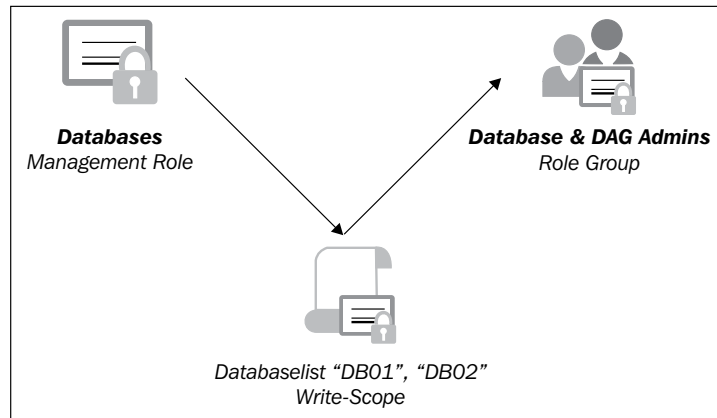 Databases
Management Role
Database & DAG Admins
Role Group
Databaselist “DB01”, “DB02”
Write-Scope